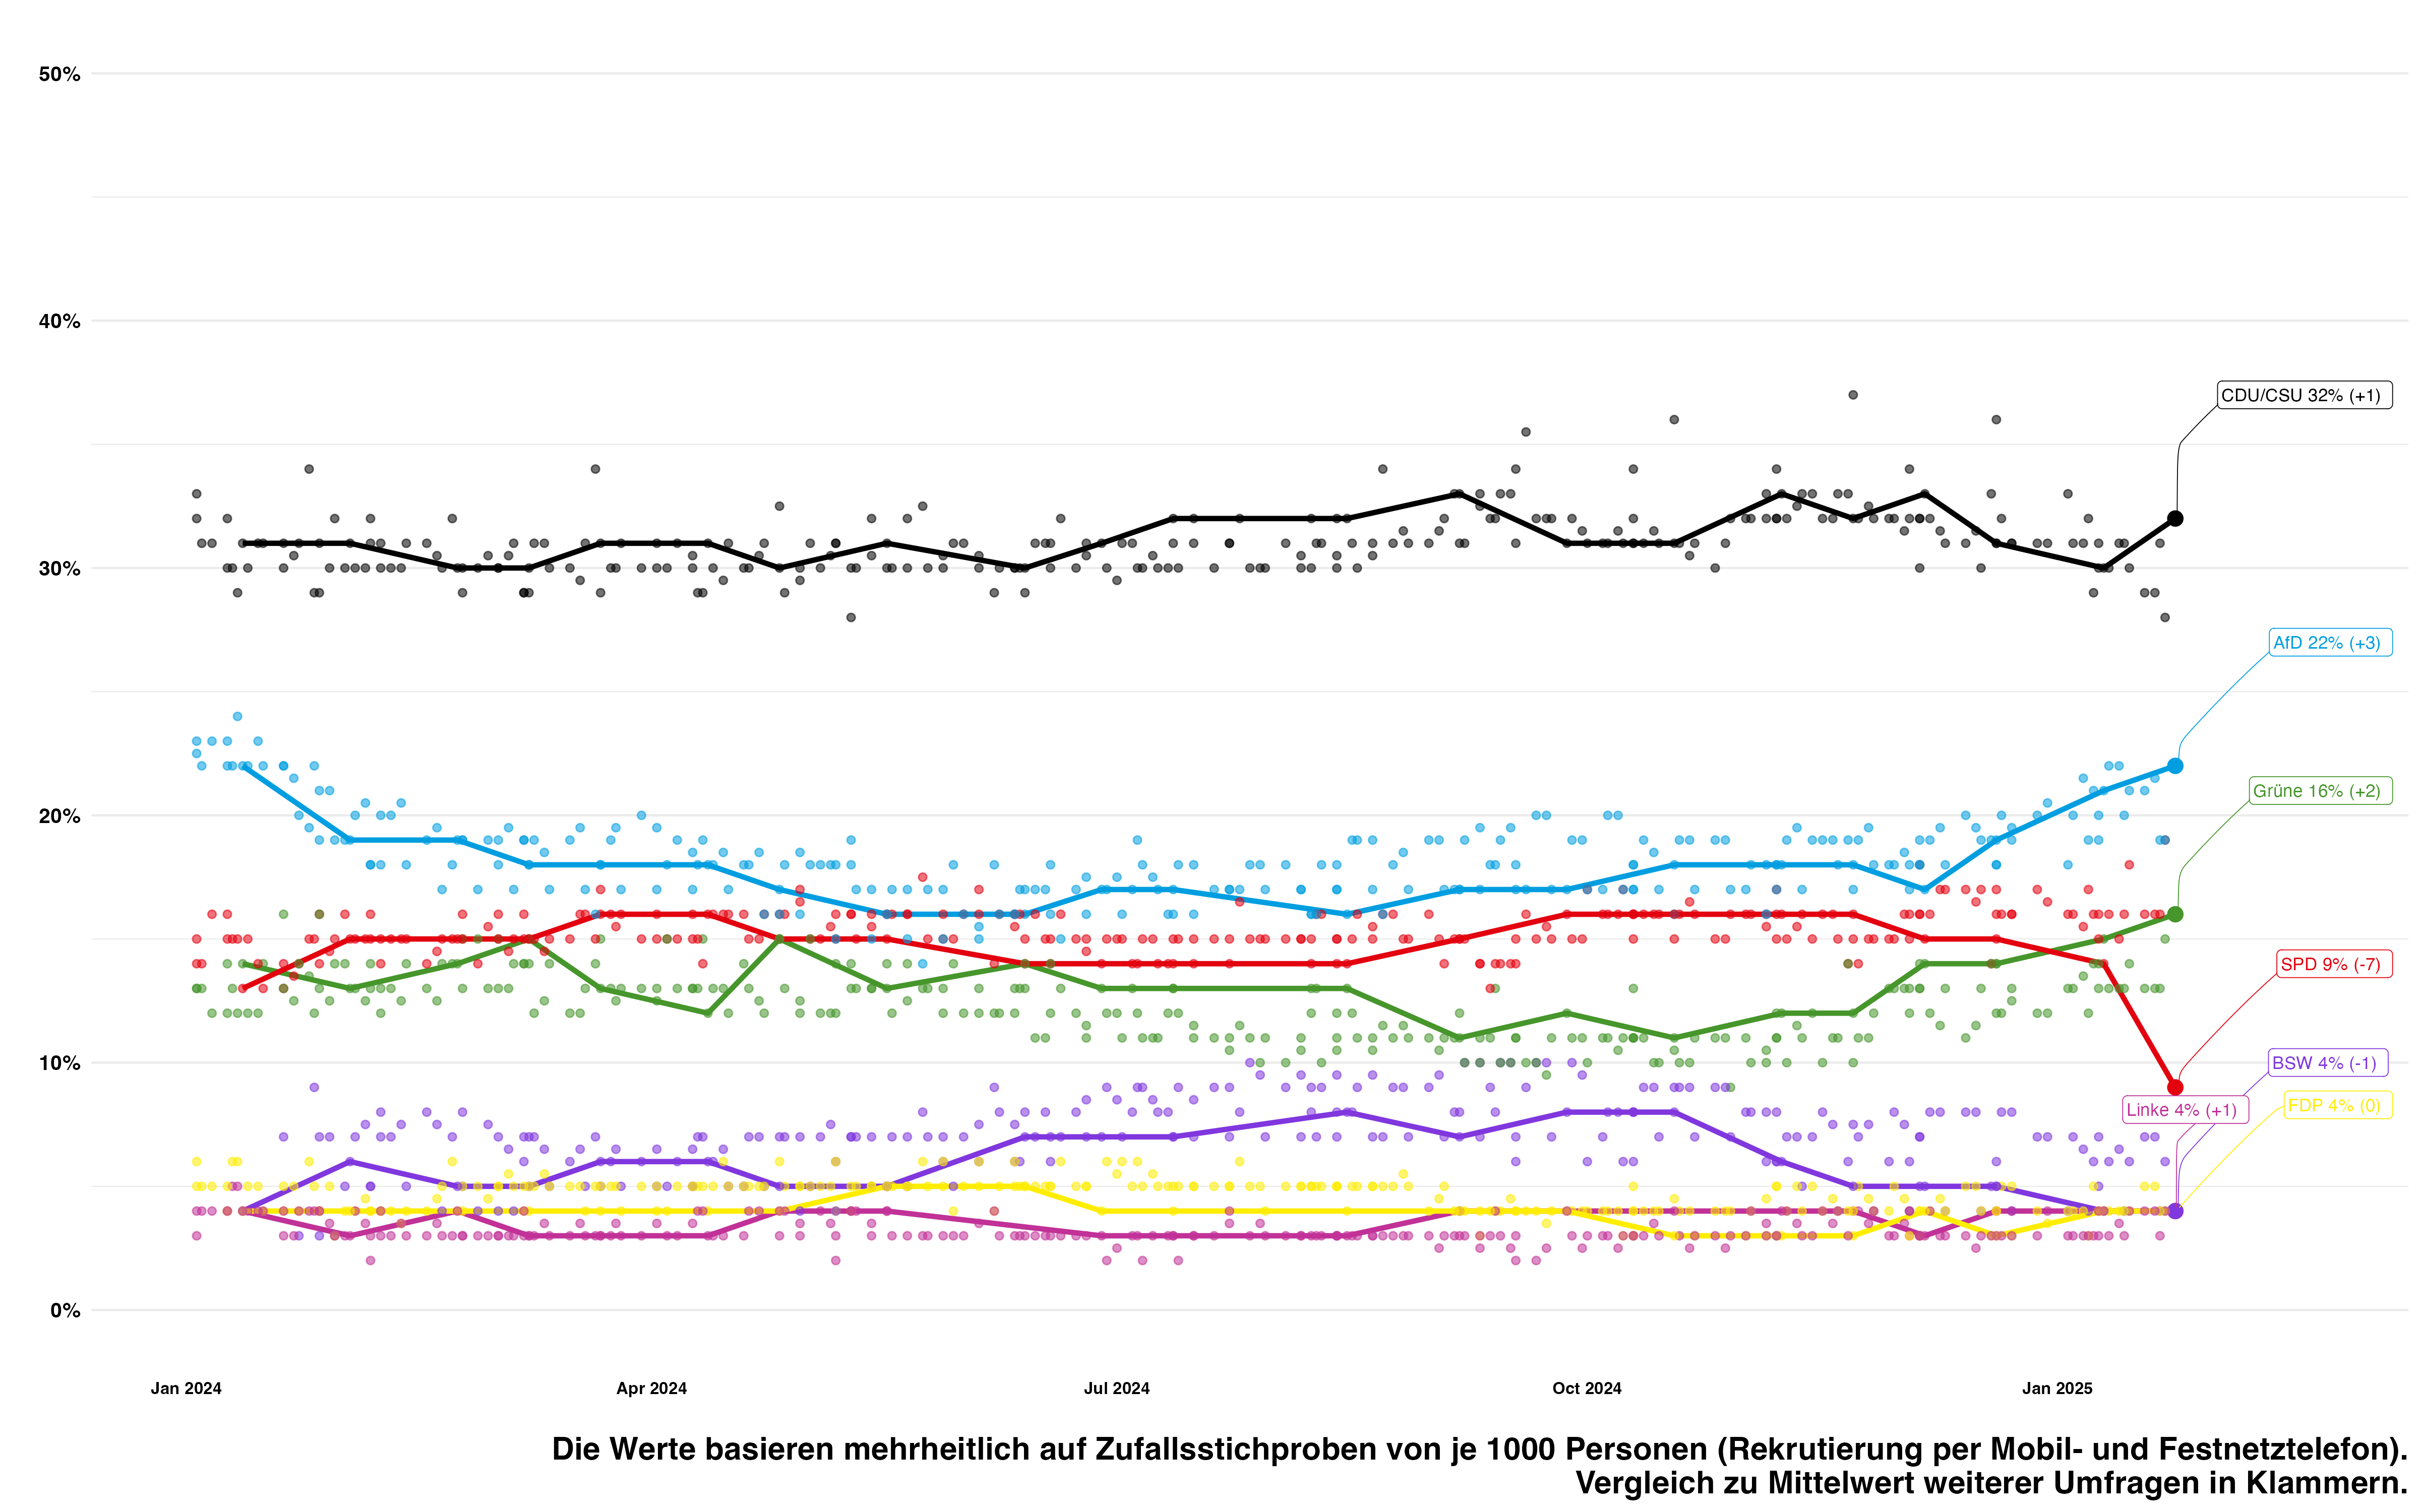 50%
40%
30%
20%
10%
0%
CDU/CSU 32% (+1)
AfD 22% (+3)
Grüne 16% (+2)
SPD 9% (-7)
BSW 4% (-1)
Linke 4% (+1)
FDP 4% (0)
Jan 2024
Apr 2024
Jul 2024
Oct 2024
Jan 2025
Die Werte basieren mehrheitlich auf Zufallsstichproben von je 1000 Personen (Rekrutierung per Mobil- und Festnetztelefon).
Vergleich zu Mittelwert weiterer Umfragen in Klammern.